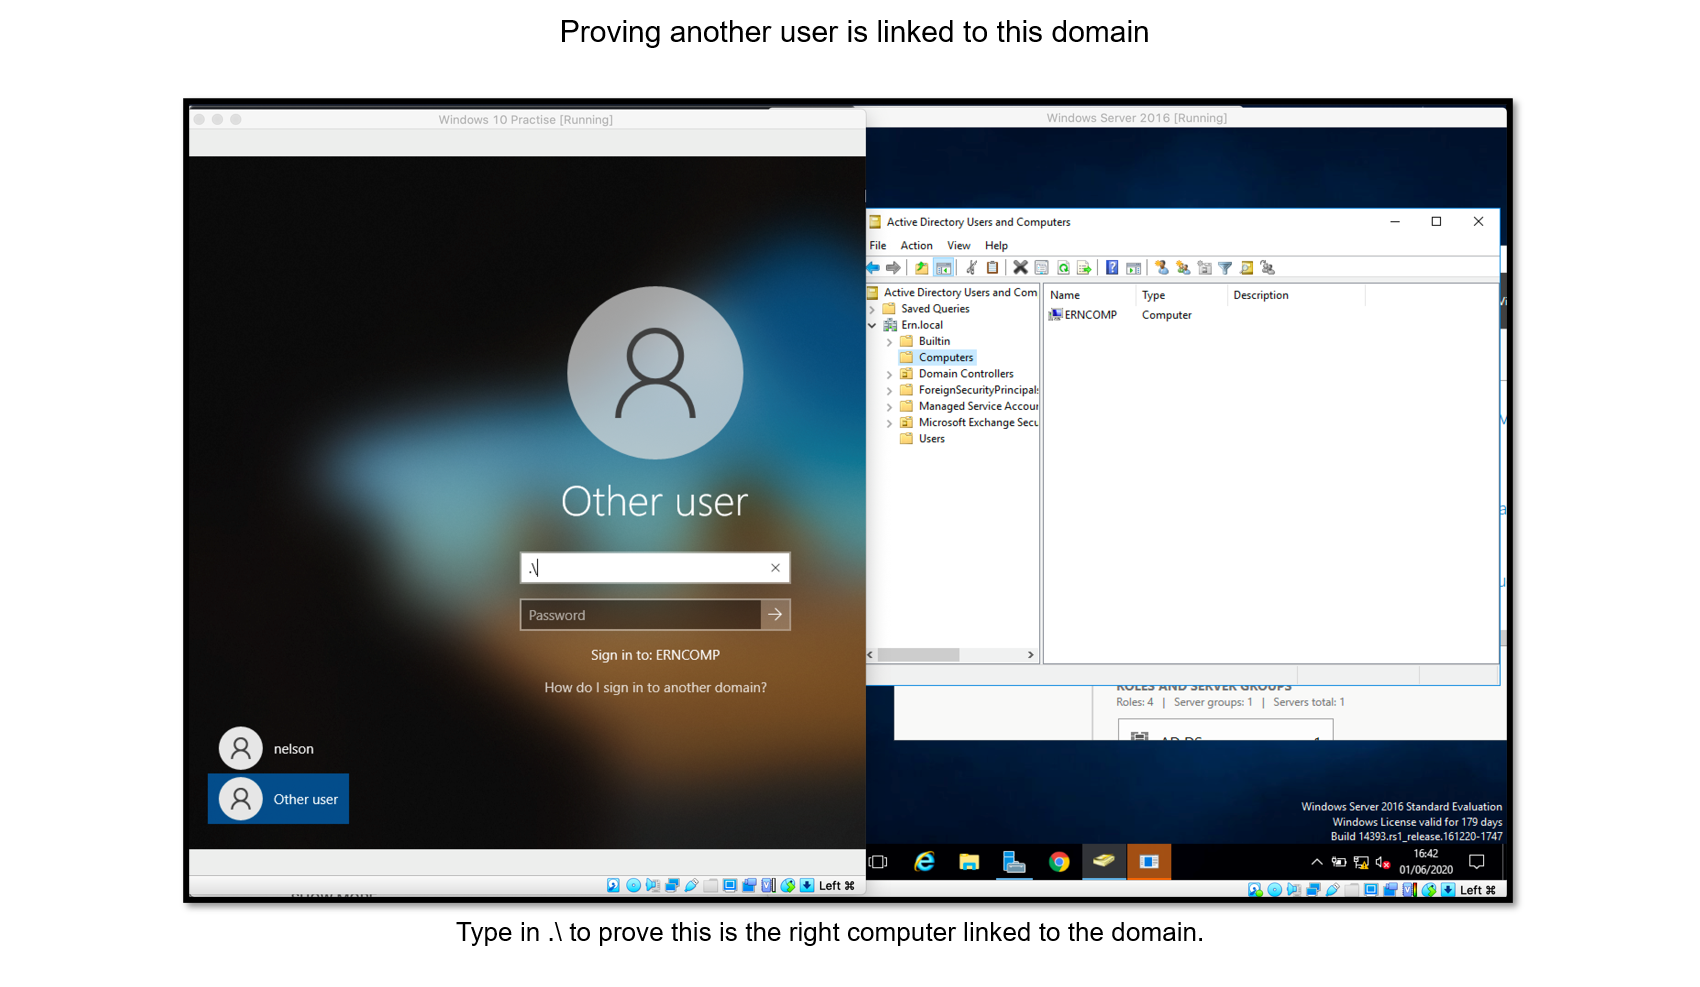 Proving another user is linked to this domain
Windows 10 Practise [Running]
Other user
.\
Password
Sign in to: ERNCOMP
How do I sign in to another domain?
nelson
Other user
Left ⌘
Windows Server 2016 [Running]
Active Directory Users and Computers
File Action View Help
Active Directory Users and Com
Saved Queries
Ern.local
Builtin
Computers
Domain Controllers
ForeignSecurityPrincipals
Managed Service Accour
Microsoft Exchange Secu
Users
Name Type Description
ERNCOMP Computer
ROLES AND SERVER GROUPS
Roles: 4 | Server groups: 1 | Servers total: 1
AD DS 1
Windows Server 2016 Standard Evaluation
Windows License valid for 179 days
Build 14393.rs1_release.161220-1747
16:42
01/06/2020
Left ⌘
Type in .\ to prove this is the right computer linked to the domain.